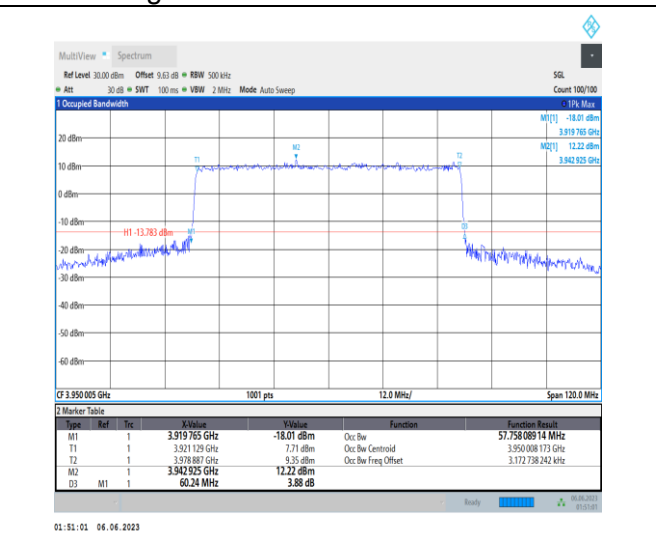 MultiView Spectrum
Ref Level 30.00 dBm Offset 9.63 dB RBW 500 kHz SGL
Att 30 dB SWT 100 ms VBW 2 MHz Mode Auto Sweep Count 100/100
1 Occupied Bandwidth 1Pk Max
M1[1] -18.01 dBm
3.919 765 GHz
M2[1] 12.22 dBm
3.942 925 GHz
20 dBm
M2
T1
T2
10 dBm
0 dBm
-10 dBm
D3
H1 -13.783 dBm
M1
-20 dBm
-30 dBm
-40 dBm
-50 dBm
-60 dBm
CF 3.950 005 GHz 1001 pts 12.0 MHz/ Span 120.0 MHz
2 Marker Table
Type Ref Trc X-Value Y-Value Function Function Result
M1 1 3.919 765 GHz -18.01 dBm Occ Bw 57.758 089 14 MHz
T1 1 3.921 129 GHz 7.71 dBm Occ Bw Centroid 3.950 008 173 GHz
T2 1 3.978 887 GHz 9.35 dBm Occ Bw Freq Offset 3.172 738 242 kHz
M2 1 3.942 925 GHz 12.22 dBm
D3 M1 1 60.24 MHz 3.88 dB
Ready 06.06.2023
01:51:01
01:51:01 06.06.2023